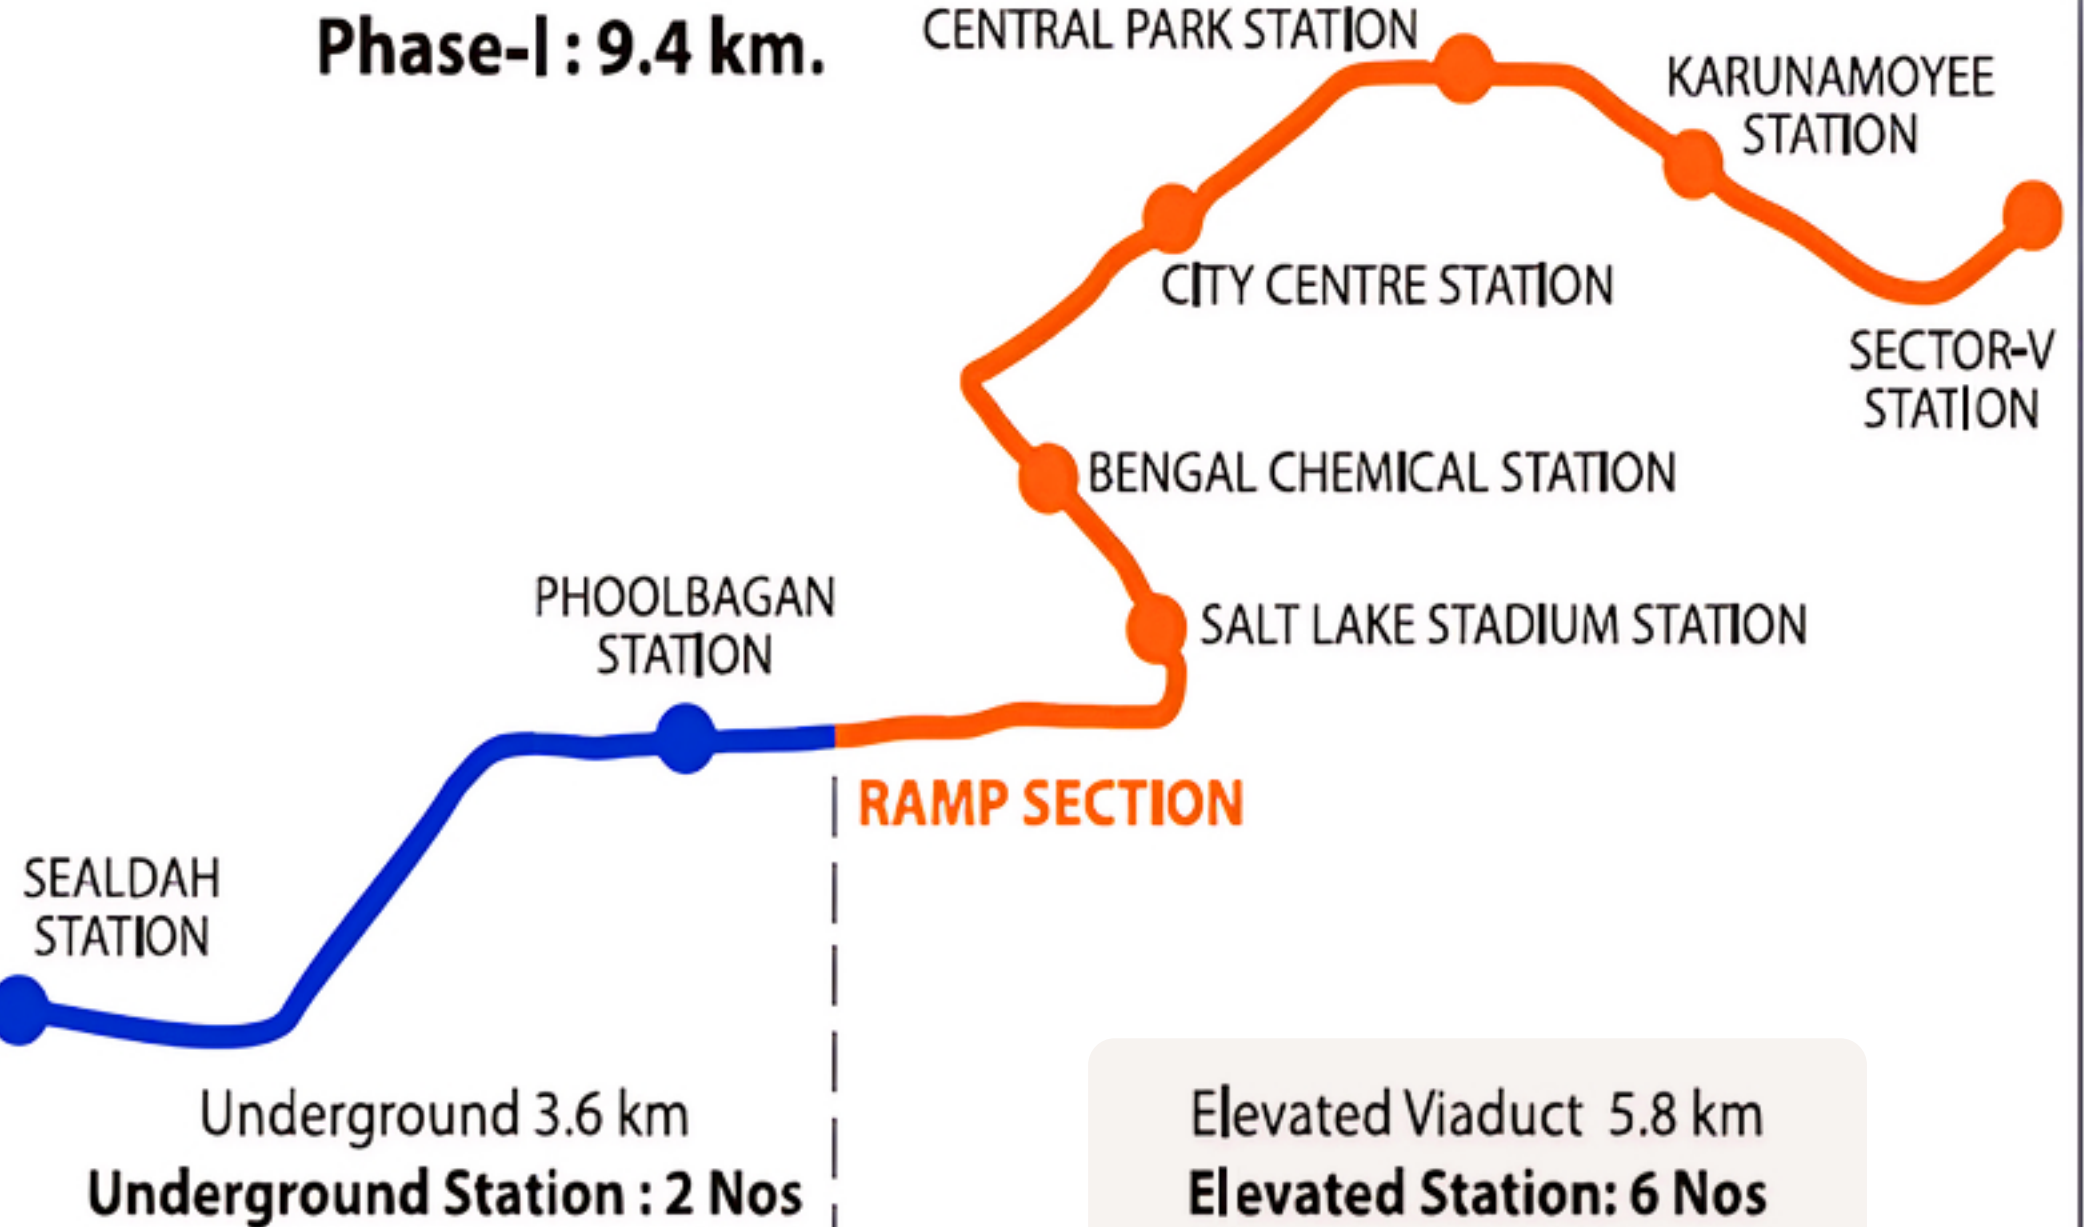 Phase-I : 9.4 km.
CENTRAL PARK STATION
KARUNAMOYEE
STATION
CITY CENTRE STATION
SECTOR-V
STATION
BENGAL CHEMICAL STATION
PHOOLBAGAN
STATION
SALT LAKE STADIUM STATION
RAMP SECTION
SEALDAH
STATION
Underground 3.6 km
Underground Station : 2 Nos
Elevated Viaduct 5.8 km
Elevated Station: 6 Nos